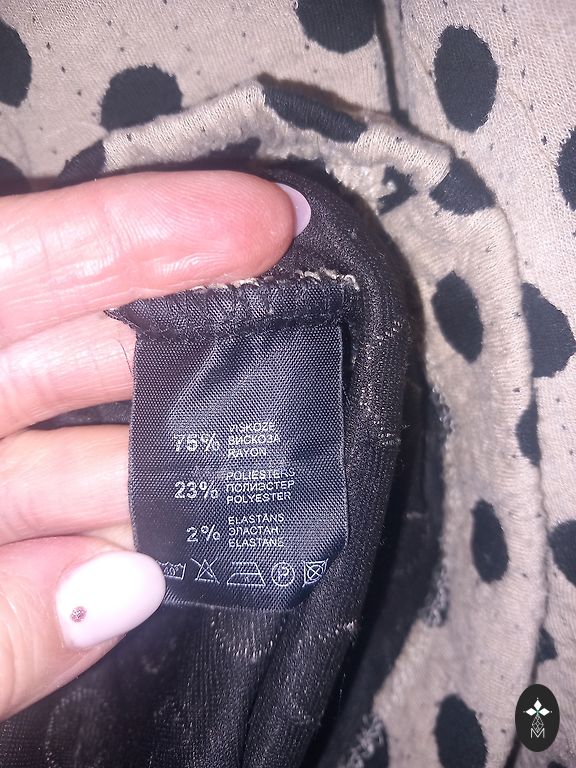 75% VISKOZE
ВИСКОЗА
RAYON
23% POLIESTERS
ПОЛИЭСТЕР
POLYESTER
2% ELASTĀNS
ЭЛАСТАН
ELASTANE
P
M